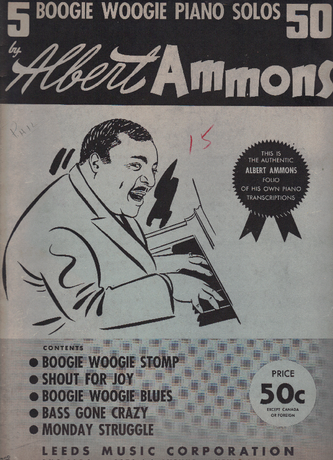 5 BOOGIE WOOGIE PIANO SOLOS 50
by Albert Ammons
15
THIS IS
THE AUTHENTIC
ALBERT AMMONS
FOLIO
OF HIS OWN PIANO
TRANSCRIPTIONS
CONTENTS
• BOOGIE WOOGIE STOMP
• SHOUT FOR JOY
• BOOGIE WOOGIE BLUES
• BASS GONE CRAZY
• MONDAY STRUGGLE
PRICE
50c
EXCEPT CANADA
OR FOREIGN
LEEDS MUSIC CORPORATION